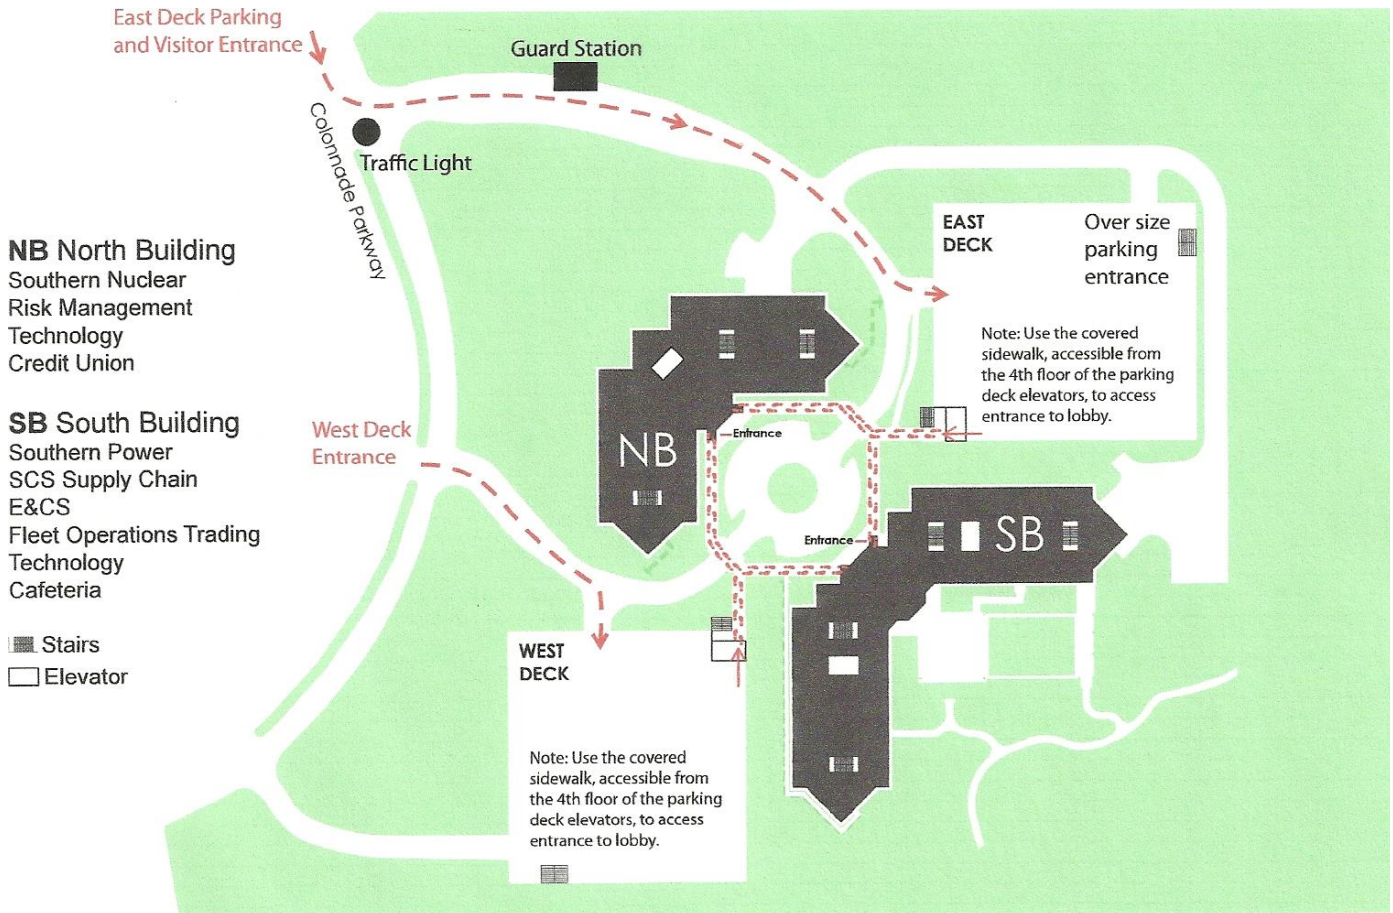 East Deck Parking
and Visitor Entrance
Guard Station
Colonnade Parkway
Traffic Light
NB North Building
Southern Nuclear
Risk Management
Technology
Credit Union
SB South Building
Southern Power
SCS Supply Chain
E&CS
Fleet Operations Trading
Technology
Cafeteria
Stairs
Elevator
West Deck
Entrance
EAST
DECK
Over size
parking
entrance
Note: Use the covered
sidewalk, accessible from
the 4th floor of the parking
deck elevators, to access
entrance to lobby.
NB
Entrance
Entrance
SB
WEST
DECK
Note: Use the covered
sidewalk, accessible from
the 4th floor of the parking
deck elevators, to access
entrance to lobby.